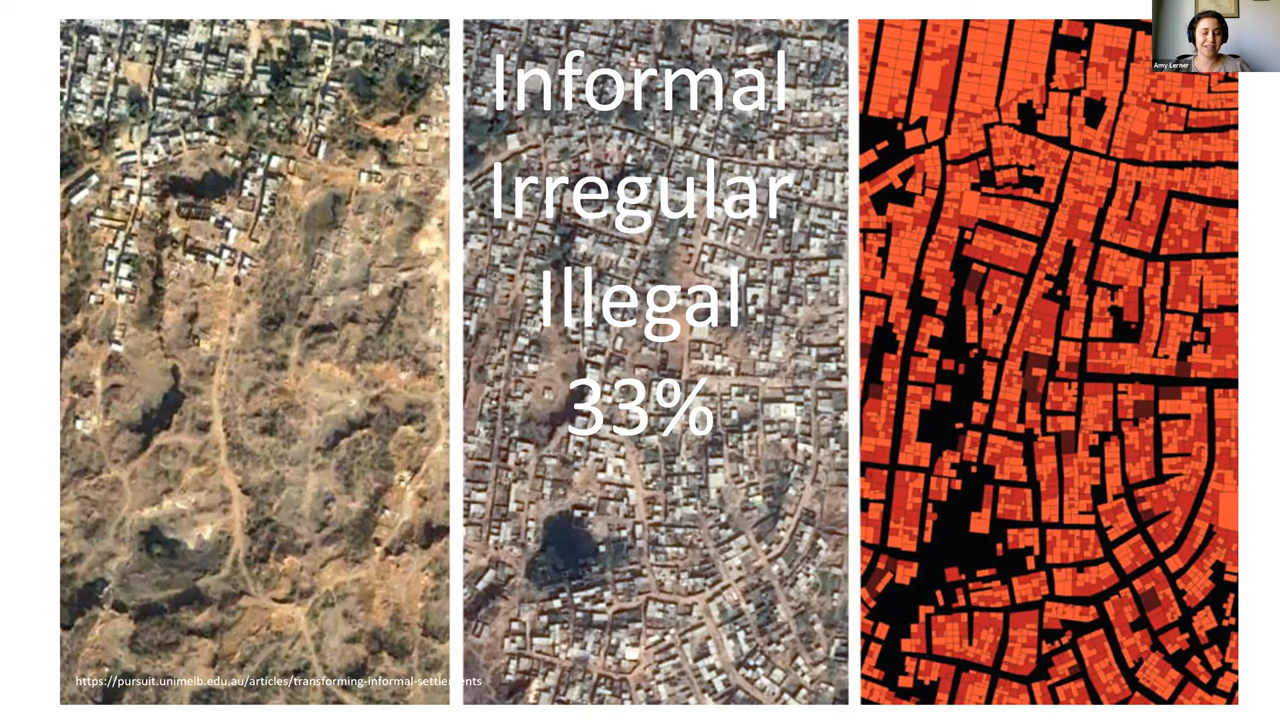 Informal
Irregular
Illegal
33%
Amy Lerner
https://pursuit.unimelb.edu.au/articles/transforming-informal-settlements